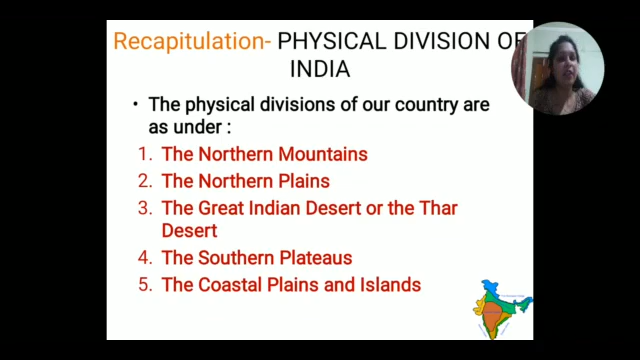 Recapitulation- PHYSICAL DIVISION OF
INDIA
• The physical divisions of our country are
as under :
1. The Northern Mountains
2. The Northern Plains
3. The Great Indian Desert or the Thar
Desert
4. The Southern Plateaus
5. The Coastal Plains and Islands